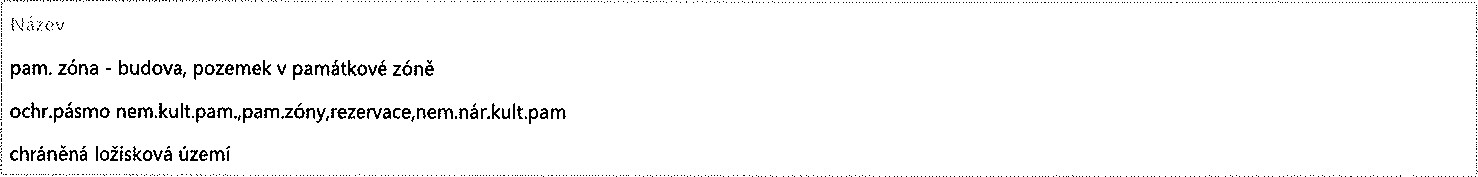 Název
pam. zóna - budova, pozemek v památkové zóně
ochr.pásmo nem.kult.pam.,pam.zóny,rezervace,nem.nár.kult.pam
chráněná ložisková území